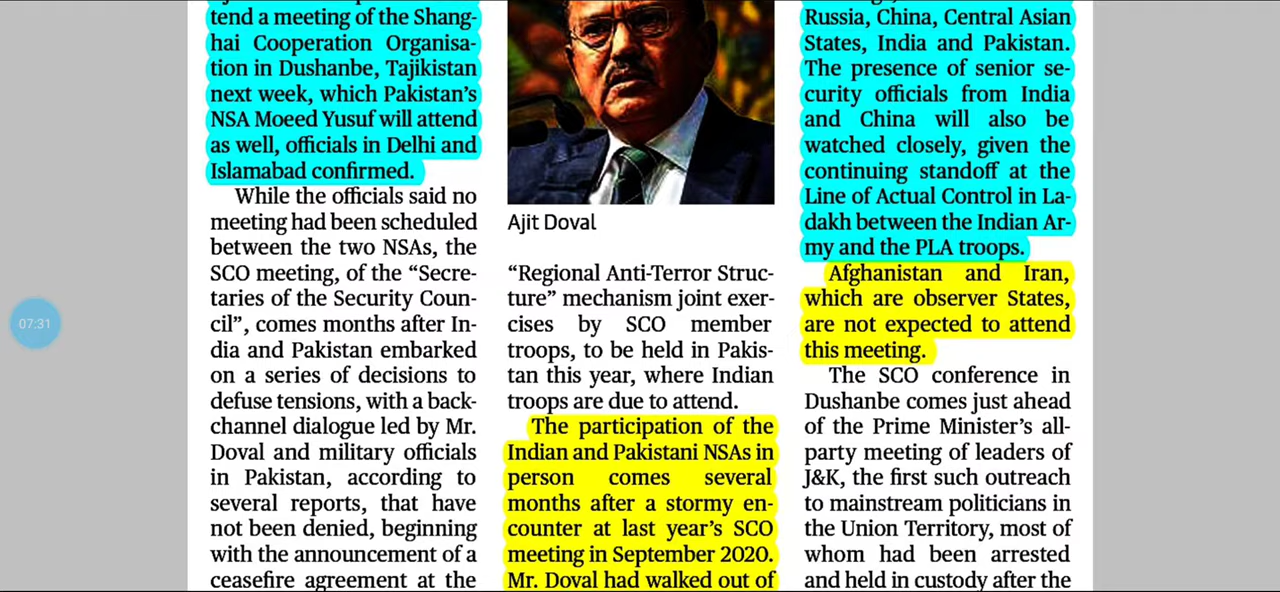 tend a meeting of the Shang-
hai Cooperation Organisa-
tion in Dushanbe, Tajikistan
next week, which Pakistan's
NSA Moeed Yusuf will attend
as well, officials in Delhi and
Islamabad confirmed.
While the officials said no
meeting had been scheduled
between the two NSAs, the
SCO meeting, of the “Secre-
taries of the Security Coun-
cil”, comes months after In-
dia and Pakistan embarked
on a series of decisions to
defuse tensions, with a back-
channel dialogue led by Mr.
Doval and military officials
in Pakistan, according to
several reports, that have
not been denied, beginning
with the announcement of a
ceasefire agreement at the
Ajit Doval
“Regional Anti-Terror Struc-
ture” mechanism joint exer-
cises by SCO member
troops, to be held in Pakis-
tan this year, where Indian
troops are due to attend.
The participation of the
Indian and Pakistani NSAs in
person comes several
months after a stormy en-
counter at last year's SCO
meeting in September 2020.
Mr. Doval had walked out of
Russia, China, Central Asian
States, India and Pakistan.
The presence of senior se-
curity officials from India
and China will also be
watched closely, given the
continuing standoff at the
Line of Actual Control in La-
dakh between the Indian Ar-
my and the PLA troops.
Afghanistan and Iran,
which are observer States,
are not expected to attend
this meeting.
The SCO conference in
Dushanbe comes just ahead
of the Prime Minister's all-
party meeting of leaders of
J&K, the first such outreach
to mainstream politicians in
the Union Territory, most of
whom had been arrested
and held in custody after the
07:31